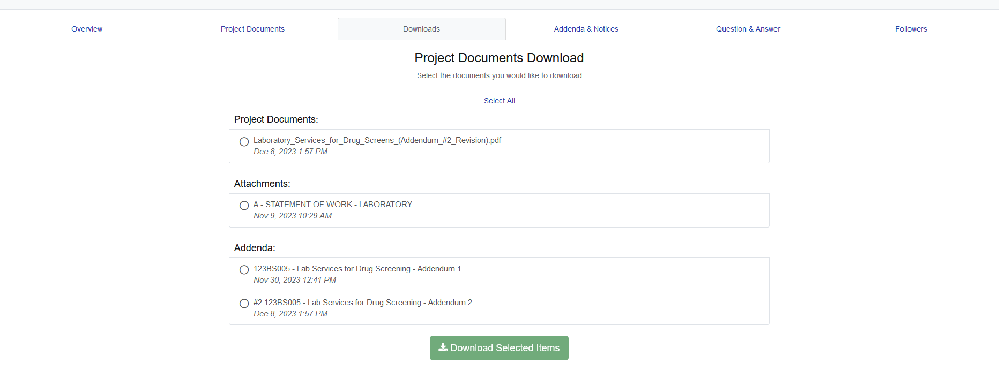 Overview
Project Documents
Downloads
Addenda & Notices
Question & Answer
Followers
Project Documents Download
Select the documents you would like to download
Select All
Project Documents:
Laboratory_Services_for_Drug_Screens_(Addendum_#2_Revision).pdf
Dec 8, 2023 1:57 PM
Attachments:
A - STATEMENT OF WORK - LABORATORY
Nov 9, 2023 10:29 AM
Addenda:
123BS005 - Lab Services for Drug Screening - Addendum 1
Nov 30, 2023 12:41 PM
#2 123BS005 - Lab Services for Drug Screening - Addendum 2
Dec 8, 2023 1:57 PM
Download Selected Items